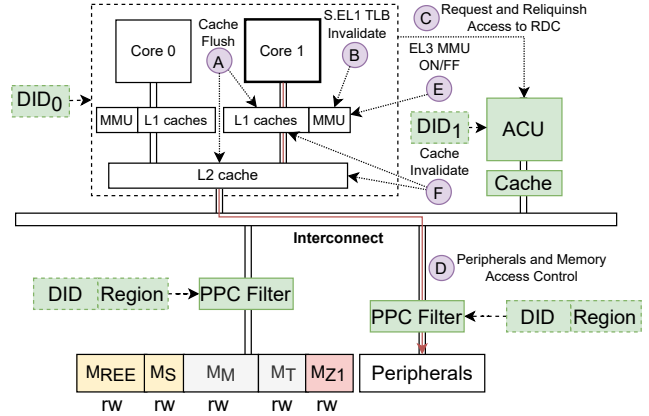 S.EL1 TLB
Invalidate
C
Request and Reliquinsh
Access to RDC
Cache
Flush
Core 0
Core 1
A
B
EL3 MMU
ON/FF
E
DID0
MMU
L1 caches
L1 caches
MMU
DID1
ACU
Cache
Invalidate
L2 cache
F
Cache
Interconnect
D
Peripherals and Memory
Access Control
DID
Region
PPC Filter
PPC Filter
DID
Region
MREE
MS
MM
MT
MZ1
Peripherals
rw
rw
rw
rw
rw